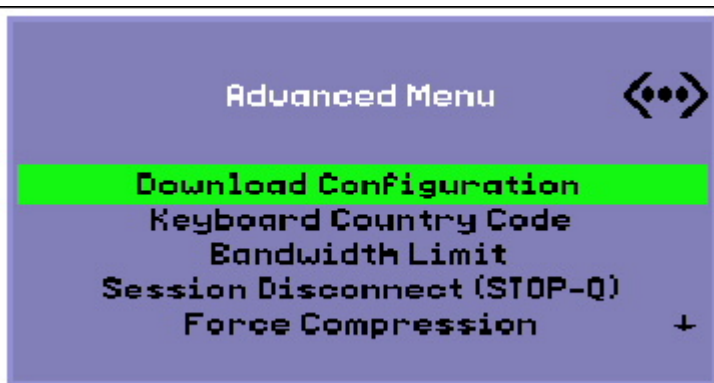 Advanced Menu
Download Configuration
Keyboard Country Code
Bandwidth Limit
Session Disconnect (STOP-Q)
Force Compression